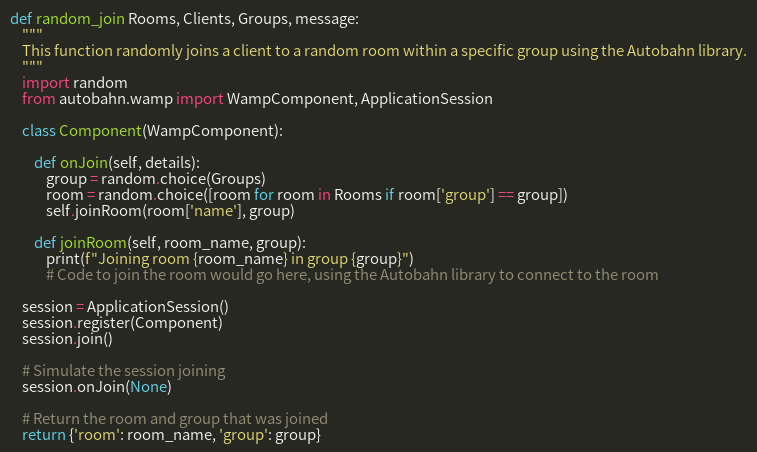 def random_join Rooms, Clients, Groups, message:
    """
    This function randomly joins a client to a random room within a specific group using the Autobahn library.
    """
    import random
    from autobahn.wamp import WampComponent, ApplicationSession
    class Component(WampComponent):
        def onJoin(self, details):
            group = random.choice(Groups)
            room = random.choice([room for room in Rooms if room['group'] == group])
            self.joinRoom(room['name'], group)
        def joinRoom(self, room_name, group):
            print(f"Joining room {room_name} in group {group}")
            # Code to join the room would go here, using the Autobahn library to connect to the room
    session = ApplicationSession()
    session.register(Component)
    session.join()
    # Simulate the session joining
    session.onJoin(None)
    # Return the room and group that was joined
    return {'room': room_name, 'group': group}